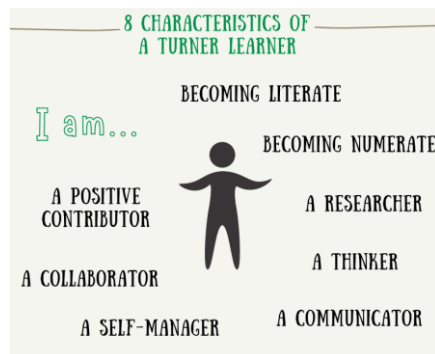 8 CHARACTERISTICS OF
A TURNER LEARNER
I am...
BECOMING LITERATE
BECOMING NUMERATE
A RESEARCHER
A THINKER
A COMMUNICATOR
A SELF-MANAGER
A COLLABORATOR
A POSITIVE
CONTRIBUTOR